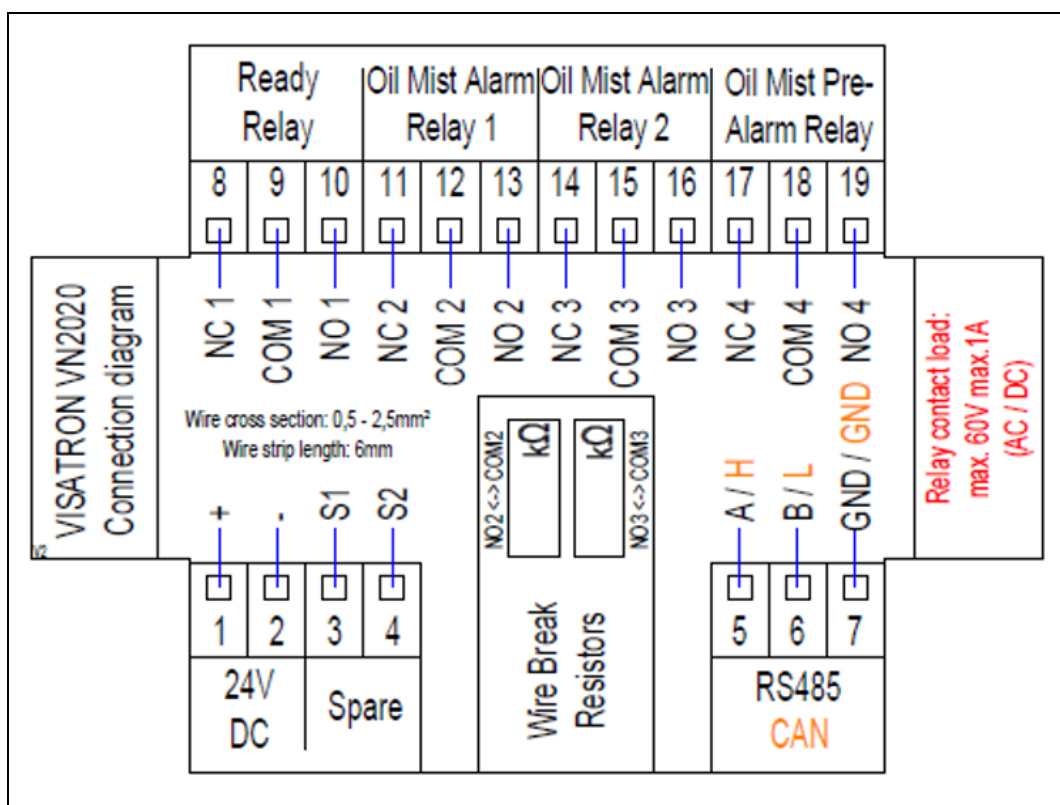 Ready
Relay
Oil Mist Alarm
Relay 1
Oil Mist Alarm
Relay 2
Oil Mist Pre-
Alarm Relay
8 9 10 11 12 13 14 15 16 17 18 19
NC 1
COM 1
NO 1
NC 2
COM 2
NO 2
NC 3
COM 3
NO 3
NC 4
COM 4
NO 4
VISATRON VN2020
Connection diagram
V2
Wire cross section: 0,5 - 2,5mm²
Wire strip length: 6mm
+
-
S1
S2
NO2 <-> COM2
kΩ
kΩ
NO3 <-> COM3
Wire Break
Resistors
A / H
B / L
GND / GND
Relay contact load:
max. 60V max.1A
(AC / DC)
1 2 3 4
5 6 7
24V
DC
Spare
RS485
CAN